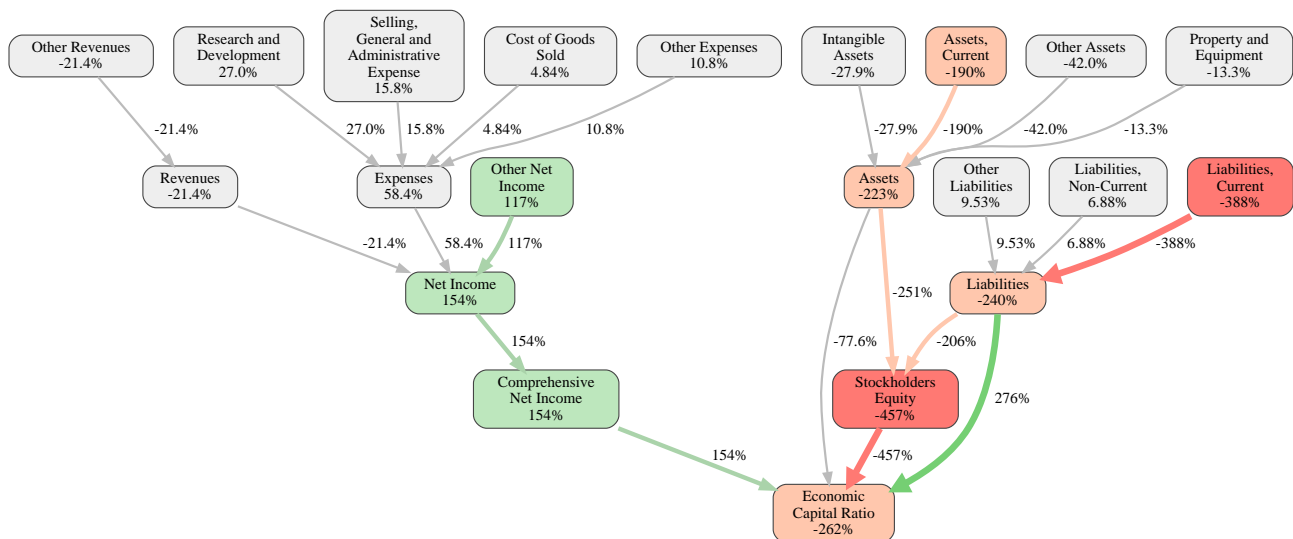 Other Revenues
-21.4%
Research and
Development
27.0%
Selling,
General and
Administrative
Expense
15.8%
Cost of Goods
Sold
4.84%
Other Expenses
10.8%
Intangible
Assets
-27.9%
Assets,
Current
-190%
Other Assets
-42.0%
Property and
Equipment
-13.3%
-21.4%
27.0%
15.8%
4.84%
10.8%
-27.9%
-190%
-42.0%
-13.3%
Revenues
-21.4%
Expenses
58.4%
Other Net
Income
117%
Assets
-223%
Other
Liabilities
9.53%
Liabilities,
Non-Current
6.88%
Liabilities,
Current
-388%
-21.4%
58.4%
117%
9.53%
6.88%
-388%
Net Income
154%
-251%
Liabilities
-240%
154%
-77.6%
-206%
Comprehensive
Net Income
154%
Stockholders
Equity
-457%
276%
154%
-457%
Economic
Capital Ratio
-262%